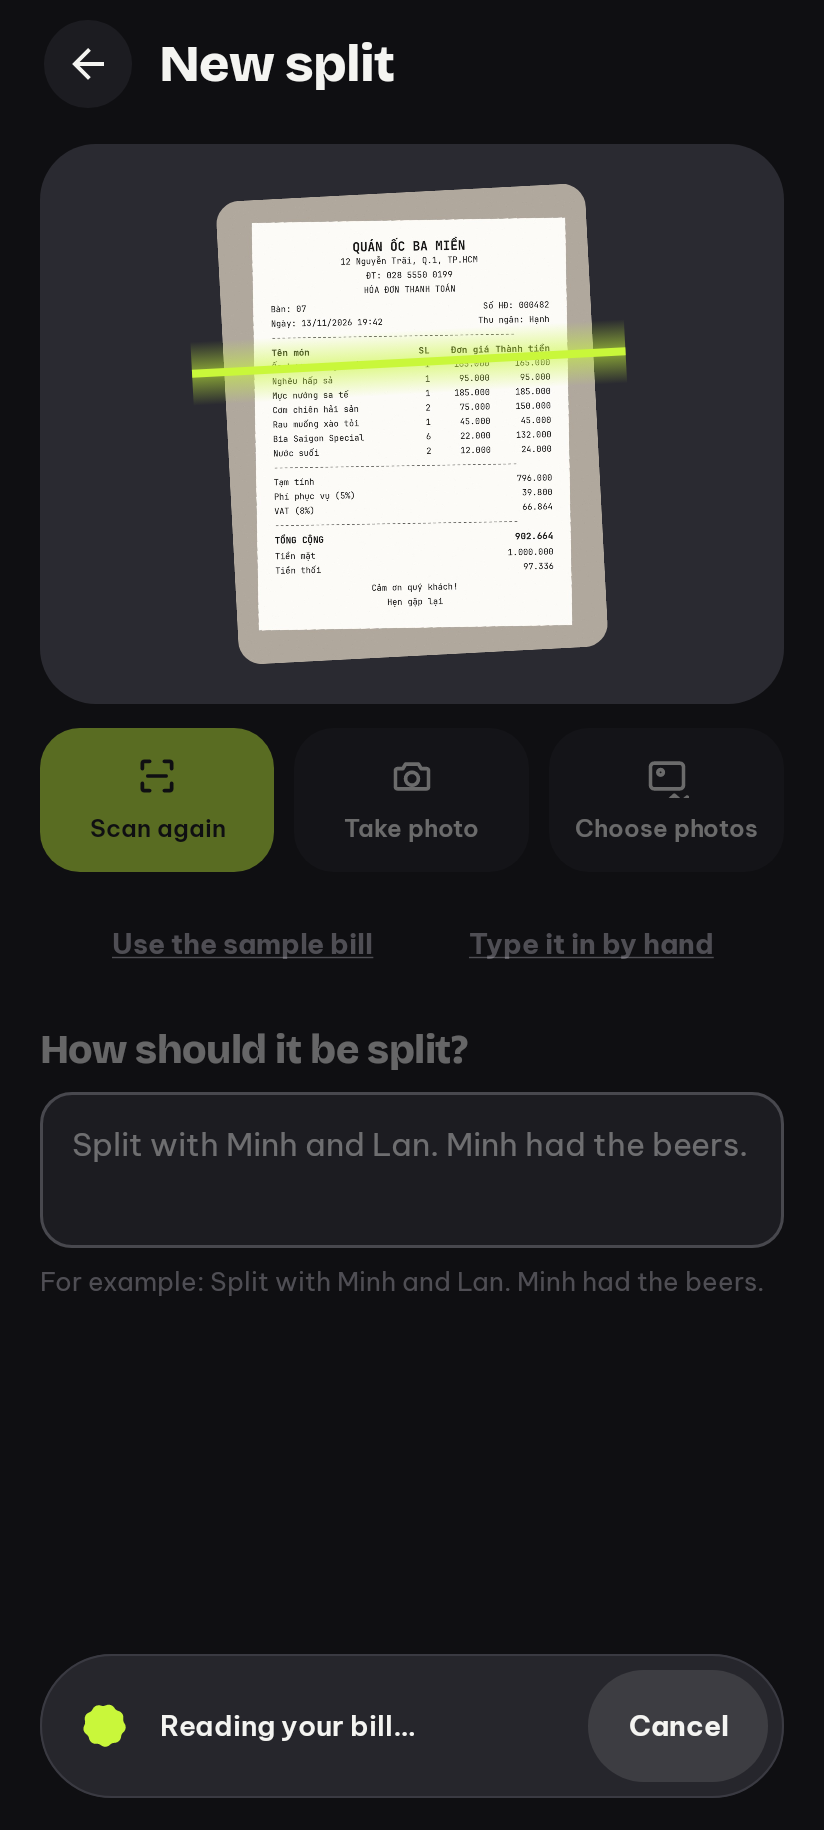 New split
QUÁN ỐC BA MIỀN
12 Nguyễn Trãi, Q.1, TP.HCM
ĐT: 028 5550 0199
HÓA ĐƠN THANH TOÁN
Bàn: 07 Số HĐ: 000482
Ngày: 13/11/2026 19:42 Thu ngân: Hạnh
Tên món SL Đơn giá Thành tiền
165.000
Nghêu hấp sả 1 95.000 95.000
Mực nướng sa tế 1 185.000 185.000
Cơm chiên hải sản 2 75.000 150.000
Rau muống xào tỏi 1 45.000 45.000
Bia Saigon Special 6 22.000 132.000
Nước suối 2 12.000 24.000
Tạm tính 796.000
Phí phục vụ (5%) 39.800
VAT (8%) 66.864
TỔNG CỘNG 902.664
Tiền mặt 1.000.000
Tiền thối 97.336
Cảm ơn quý khách!
Hẹn gặp lại
Scan again
Take photo
Choose photos
Use the sample bill
Type it in by hand
How should it be split?
Split with Minh and Lan. Minh had the beers.
For example: Split with Minh and Lan. Minh had the beers.
Reading your bill...
Cancel